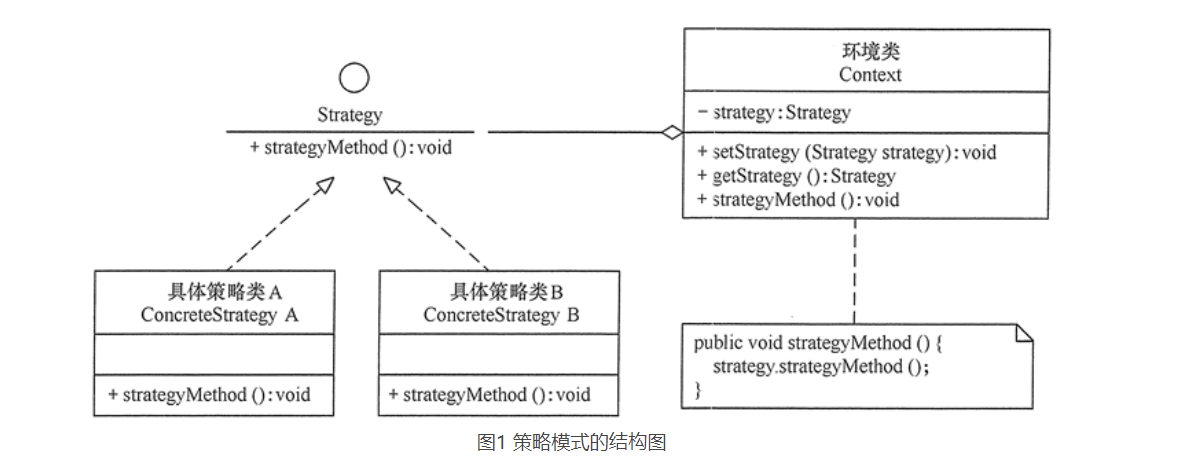 Strategy
+ strategyMethod ( ) : void
环境类
Context
− strategy : Strategy
+ setStrategy (Strategy strategy) : void
+ getStrategy ( ) : Strategy
+ strategyMethod ( ) : void
具体策略类A
ConcreteStrategy A
+ strategyMethod ( ) : void
具体策略类B
ConcreteStrategy B
+ strategyMethod ( ) : void
public void strategyMethod ( ) {
strategy.strategyMethod ( ) ;
}
图1 策略模式的结构图